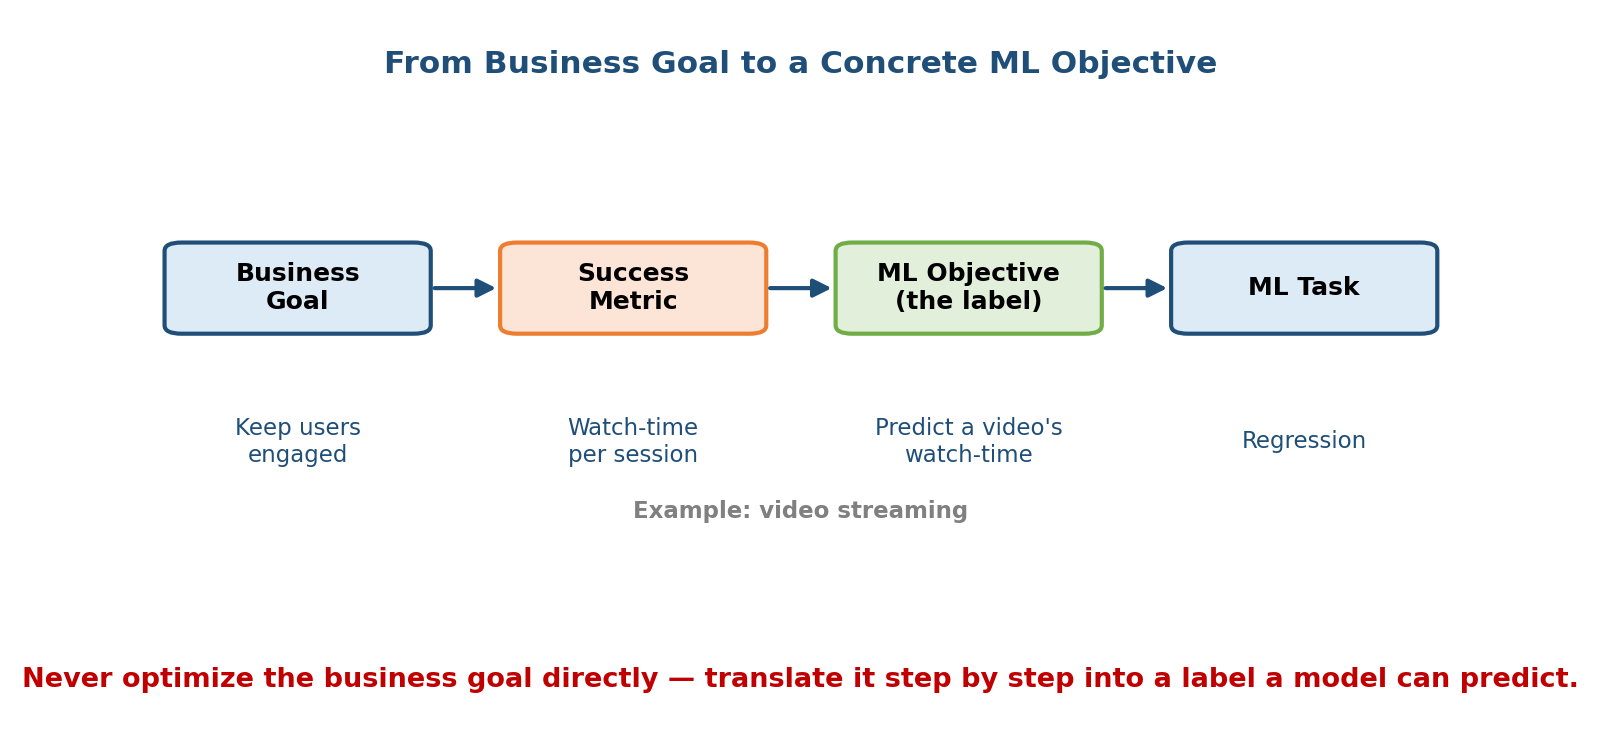 From Business Goal to a Concrete ML Objective
Business
Goal
Success
Metric
ML Objective
(the label)
ML Task
Keep users
engaged
Watch-time
per session
Predict a video's
watch-time
Regression
Example: video streaming
Never optimize the business goal directly — translate it step by step into a label a model can predict.